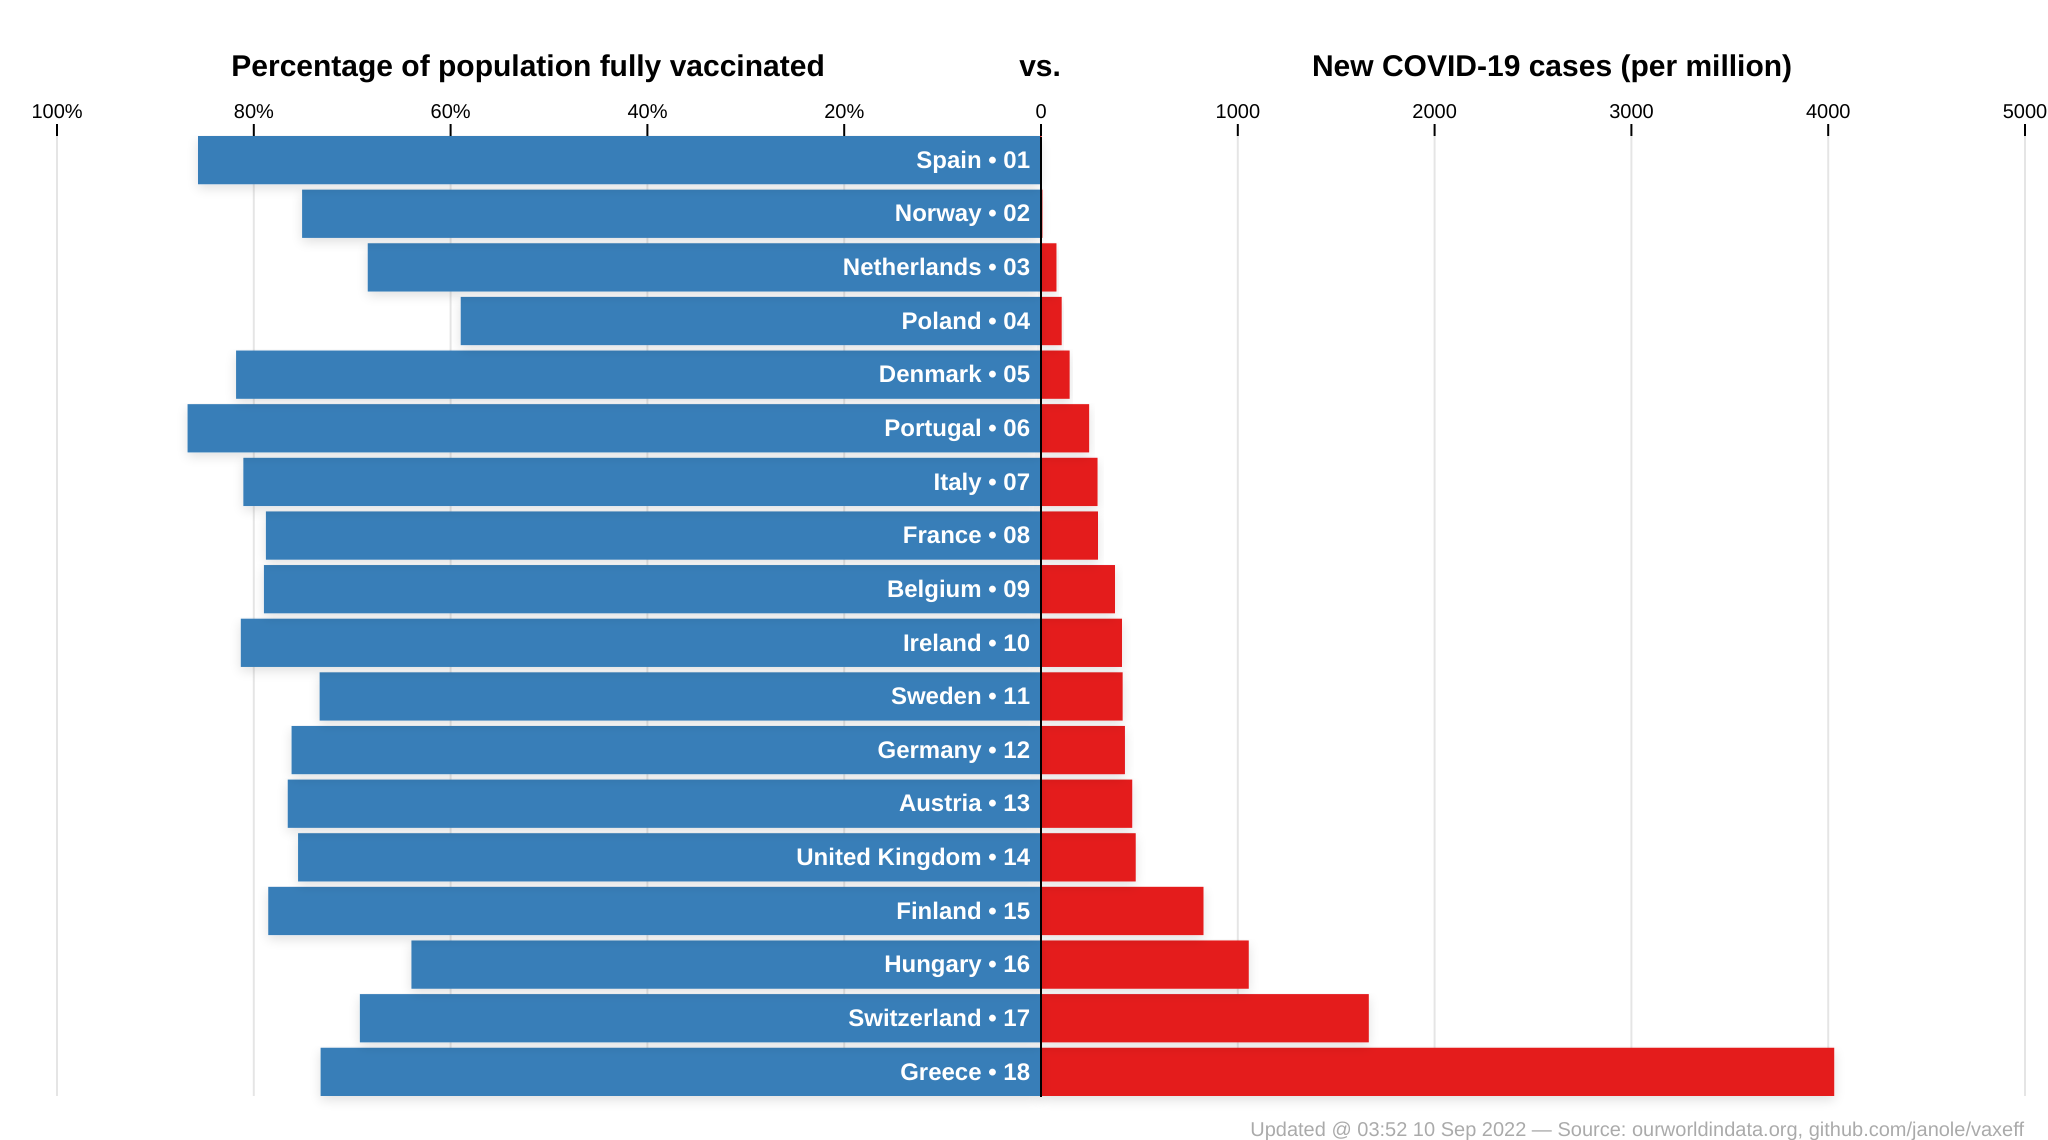 Percentage of population fully vaccinated vs. New COVID-19 cases (per million)
100% 80% 60% 40% 20% 0 1000 2000 3000 4000 5000
Spain • 01
Norway • 02
Netherlands • 03
Poland • 04
Denmark • 05
Portugal • 06
Italy • 07
France • 08
Belgium • 09
Ireland • 10
Sweden • 11
Germany • 12
Austria • 13
United Kingdom • 14
Finland • 15
Hungary • 16
Switzerland • 17
Greece • 18
Updated @ 03:52 10 Sep 2022 — Source: ourworldindata.org, github.com/janole/vaxeff